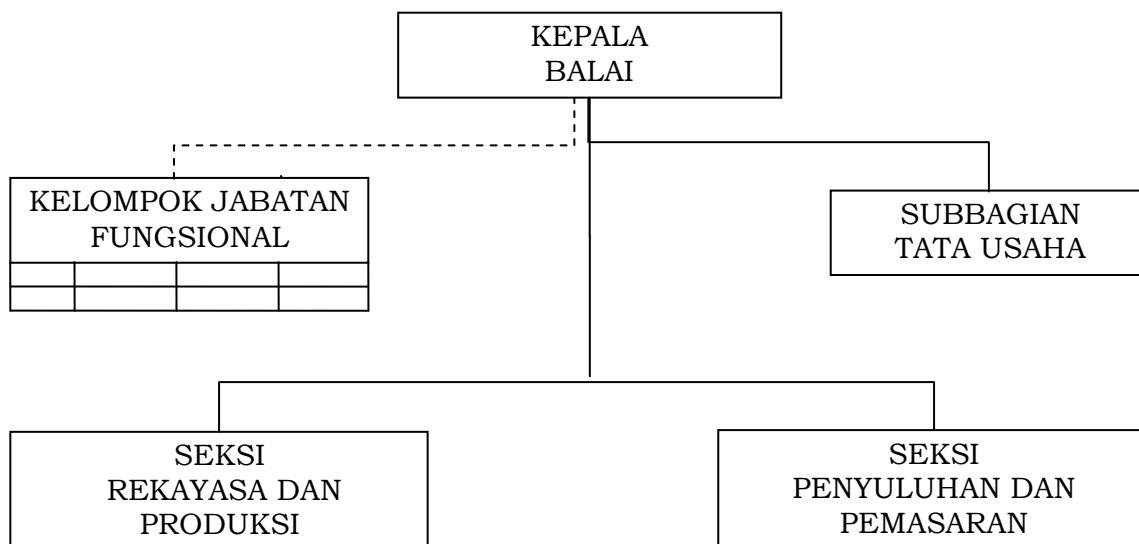 KEPALA
BALAI
KELOMPOK JABATAN
FUNGSIONAL
SUBBAGIAN
TATA USAHA
SEKSI
REKAYASA DAN
PRODUKSI
SEKSI
PENYULUHAN DAN
PEMASARAN